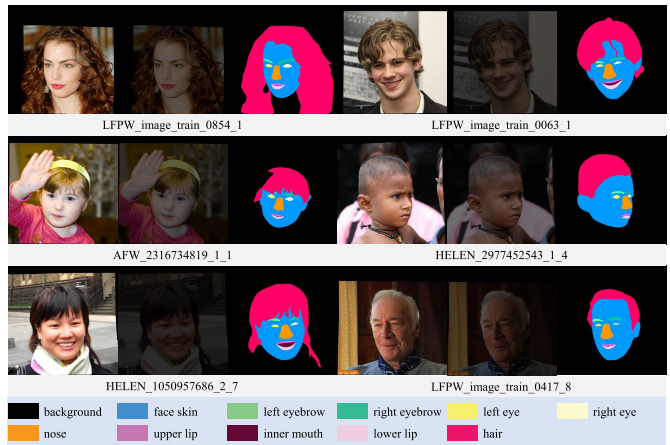 LFPW_image_train_0854_1
LFPW_image_train_0063_1
AFW_2316734819_1_1
HELEN_2977452543_1_4
HELEN_1050957686_2_7
LFPW_image_train_0417_8
background face skin left eyebrow right eyebrow left eye right eye
nose upper lip inner mouth lower lip hair